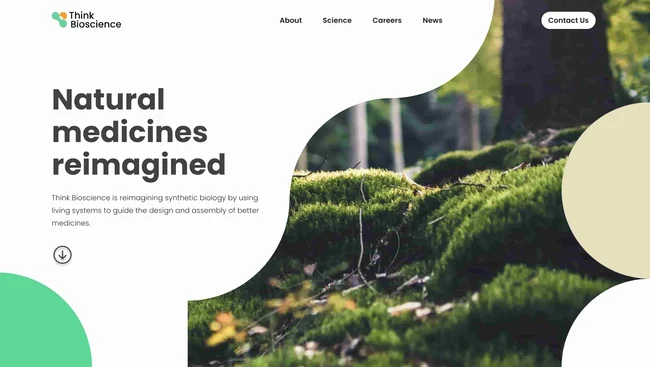 Think
Bioscience
About
Science
Careers
News
Contact Us
Natural
medicines
reimagined
Think Bioscience is reimagining synthetic biology by using
living systems to guide the design and assembly of better
medicines.